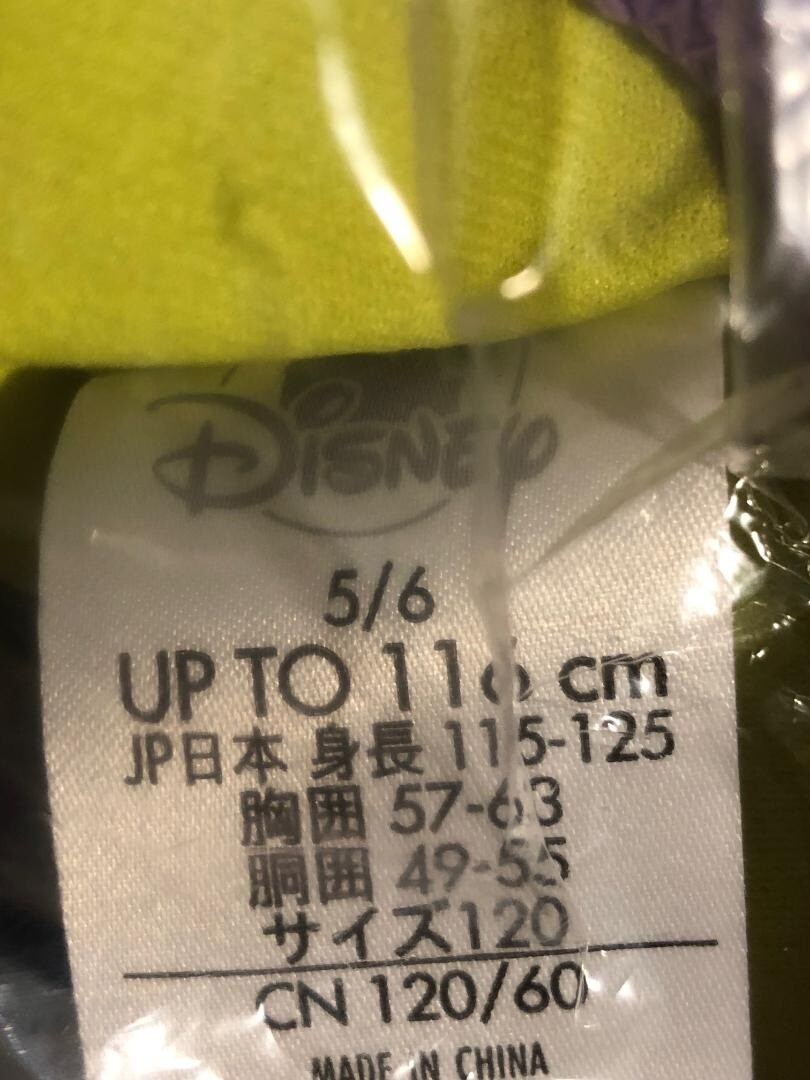 Disney
5/6
UP TO 116 cm
JP日本 身長 115-125
胸囲 57-63
胴囲 49-55
サイズ120
CN 120/60
MADE IN CHINA